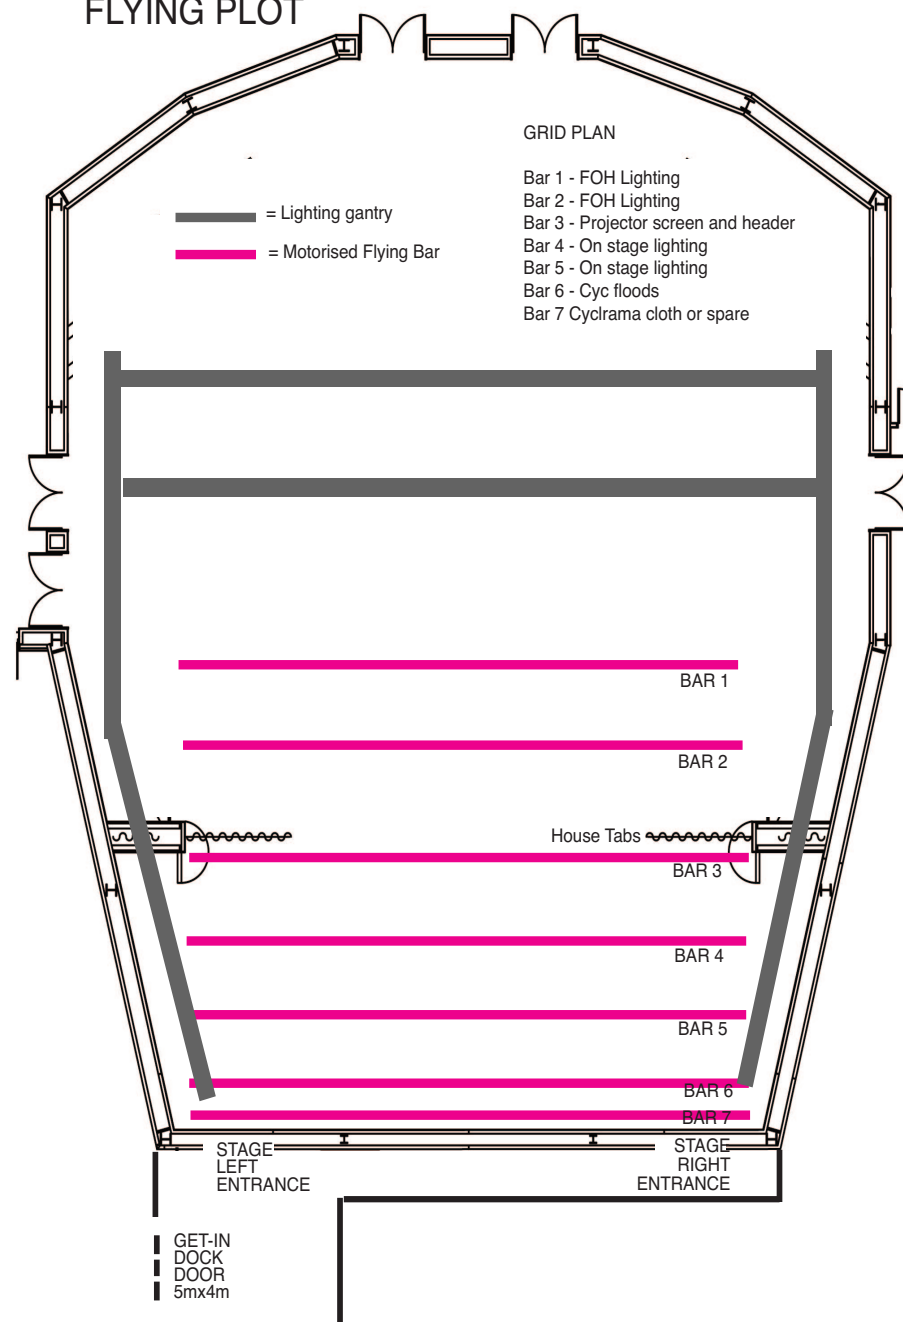 FLYING PLOT
GRID PLAN
Bar 1 - FOH Lighting
Bar 2 - FOH Lighting
Bar 3 - Projector screen and header
Bar 4 - On stage lighting
Bar 5 - On stage lighting
Bar 6 - Cyc floods
Bar 7 Cyclrama cloth or spare
= Lighting gantry
= Motorised Flying Bar
BAR 1
BAR 2
House Tabs
BAR 3
BAR 4
BAR 5
BAR 6
BAR 7
STAGE
LEFT
ENTRANCE
STAGE
RIGHT
ENTRANCE
GET-IN
DOCK
DOOR
5mx4m